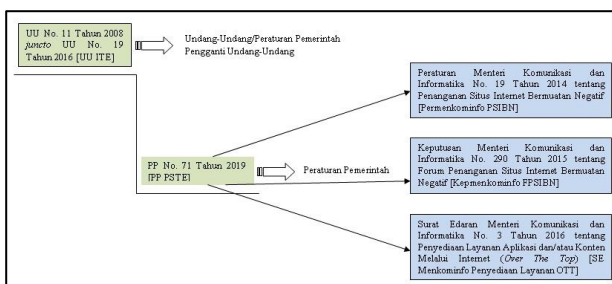 UU No. 11 Tahun 2008
juncto UU No. 19
Tahun 2016 [UU ITE]
Undang-Undang/Peraturan Pemerintah
Pengganti Undang-Undang
Peraturan Menteri Komunikasi dan
Informatika No. 19 Tahun 2014 tentang
Penanganan Situs Internet Bermuatan Negatif
[Permenkominfo PSIBN]
PP No. 71 Tahun 2019
[PP PSTE]
Peraturan Pemerintah
Keputusan Menteri Komunikasi dan
Informatika No. 290 Tahun 2015 tentang
Forum Penanganan Situs Internet Bermuatan
Negatif [Kepmenkominfo FPSIBN]
Surat Edaran Menteri Komunikasi dan
Informatika No. 3 Tahun 2016 tentang
Penyediaan Layanan Aplikasi dan/atau Konten
Melalui Internet (Over The Top) [SE
Menkominfo Penyediaan Layanan OTT]